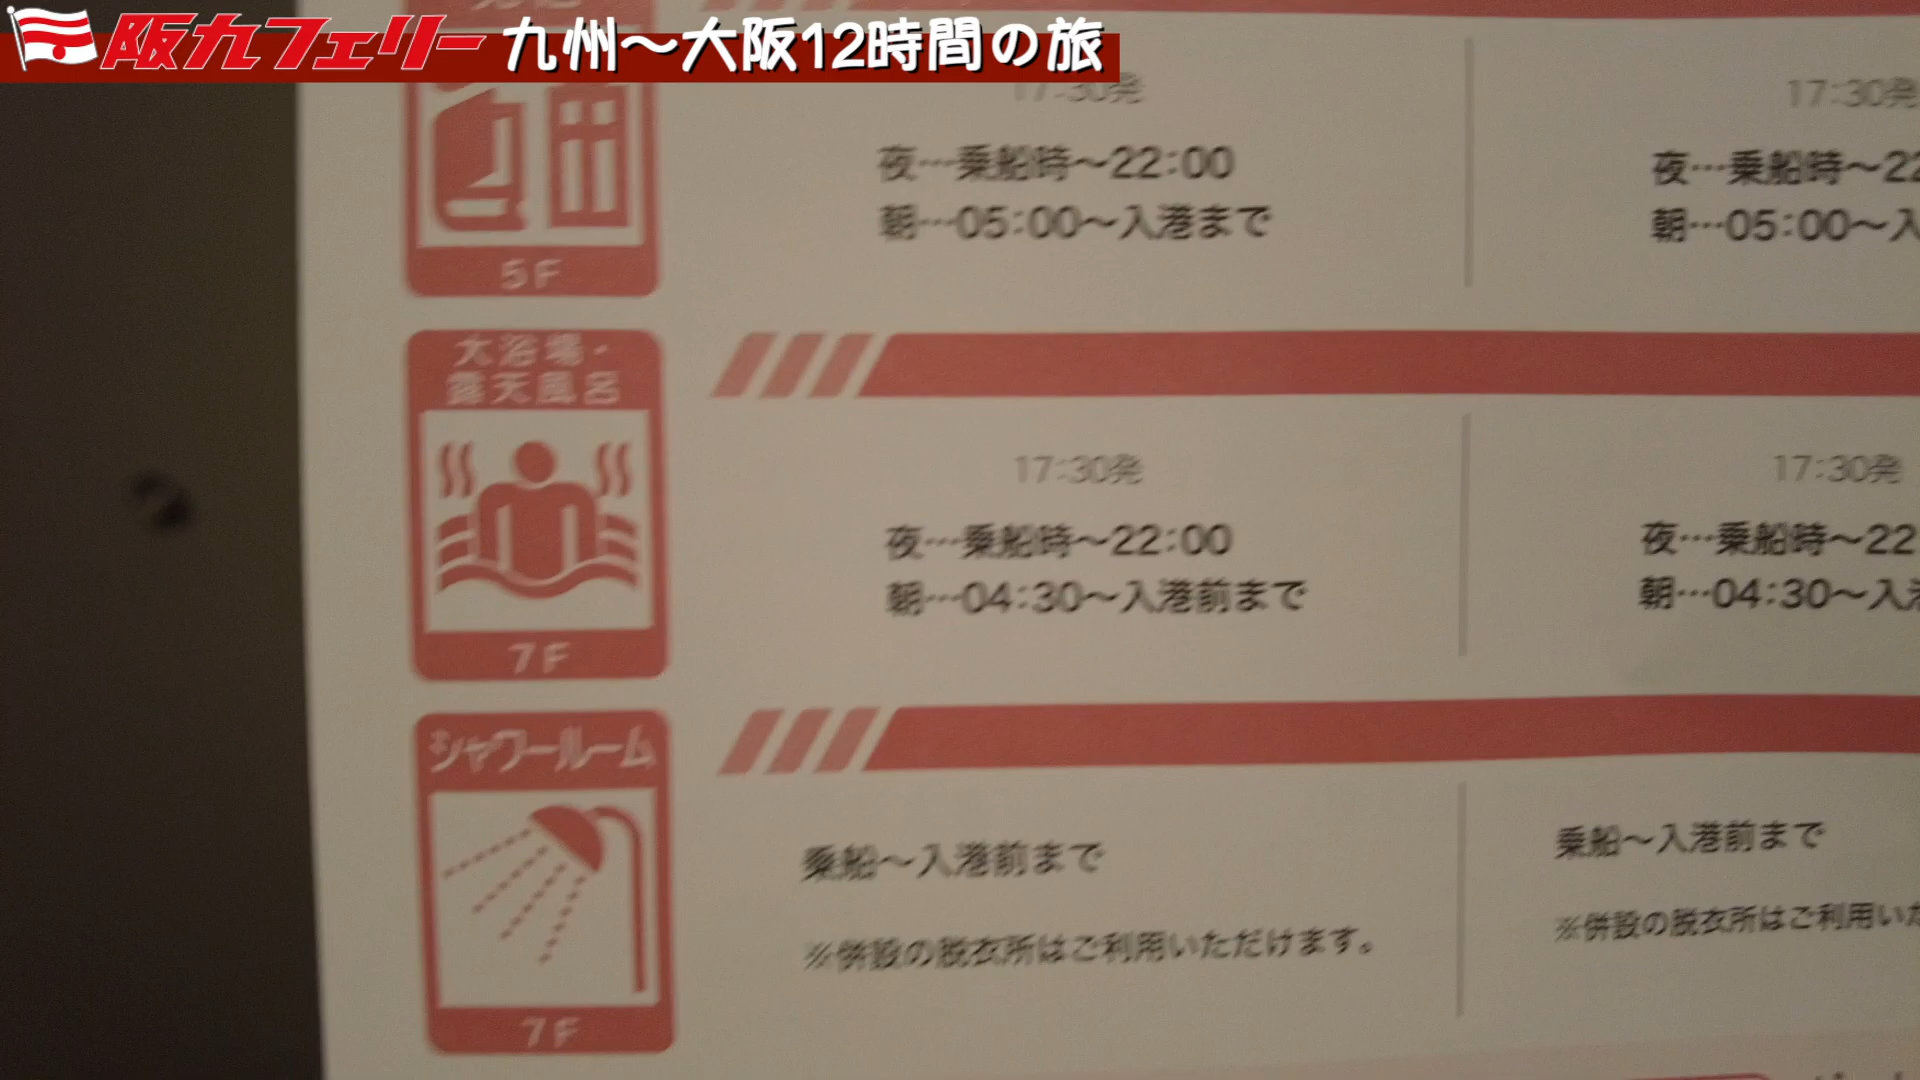 阪九フェリー 九州〜大阪12時間の旅
17:30発
17:30発
夜…乗船時〜22:00
朝…05:00〜入港まで
夜…乗船時〜22
朝…05:00〜入
5F
大浴場・
露天風呂
17:30発
夜…乗船時〜22:00
朝…04:30〜入港前まで
17:30発
夜…乗船時〜22
朝…04:30〜入港
7F
シャワールーム
乗船〜入港前まで
※併設の脱衣所はご利用いただけます。
乗船〜入港前まで
※併設の脱衣所はご利用いた
7F